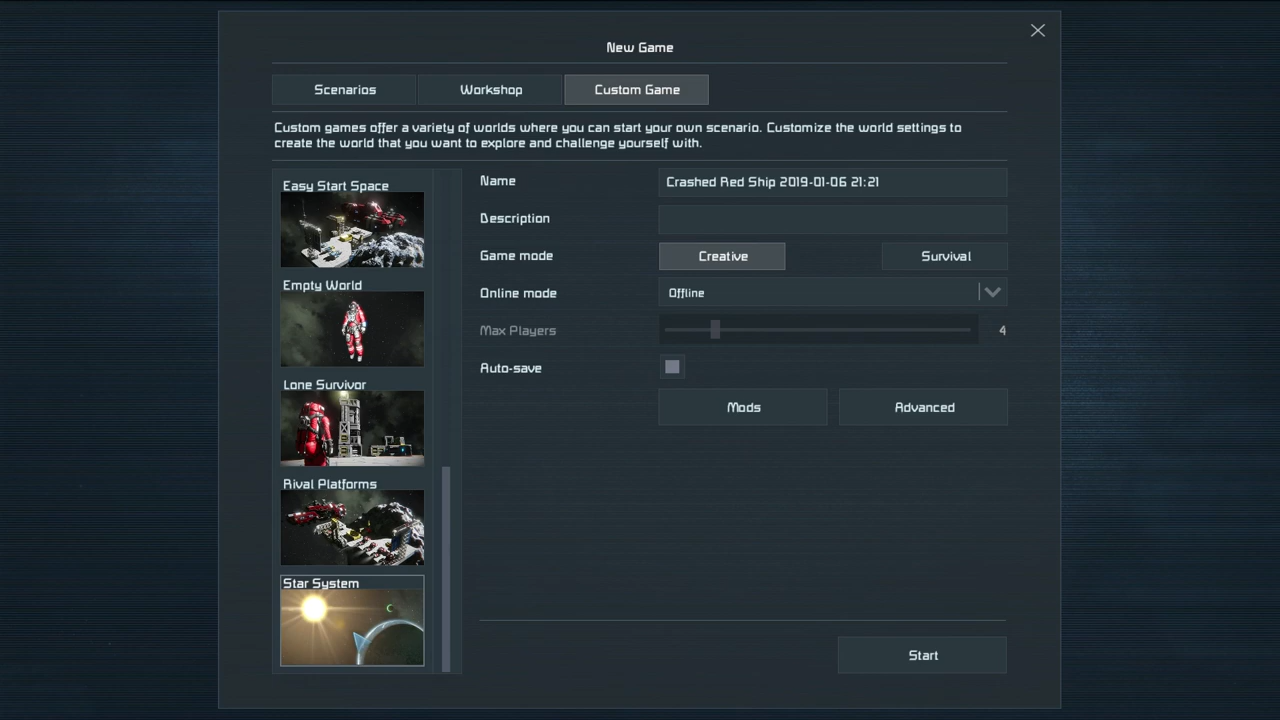 New Game
Scenarios
Workshop
Custom Game
Custom games offer a variety of worlds where you can start your own scenario. Customize the world settings to
create the world that you want to explore and challenge yourself with.
Easy Start Space
Empty World
Lone Survivor
Rival Platforms
Star System
Name
Crashed Red Ship 2019-01-06 21:21
Description
Game mode
Creative
Survival
Online mode
Offline
Max Players
4
Auto-save
Mods
Advanced
Start